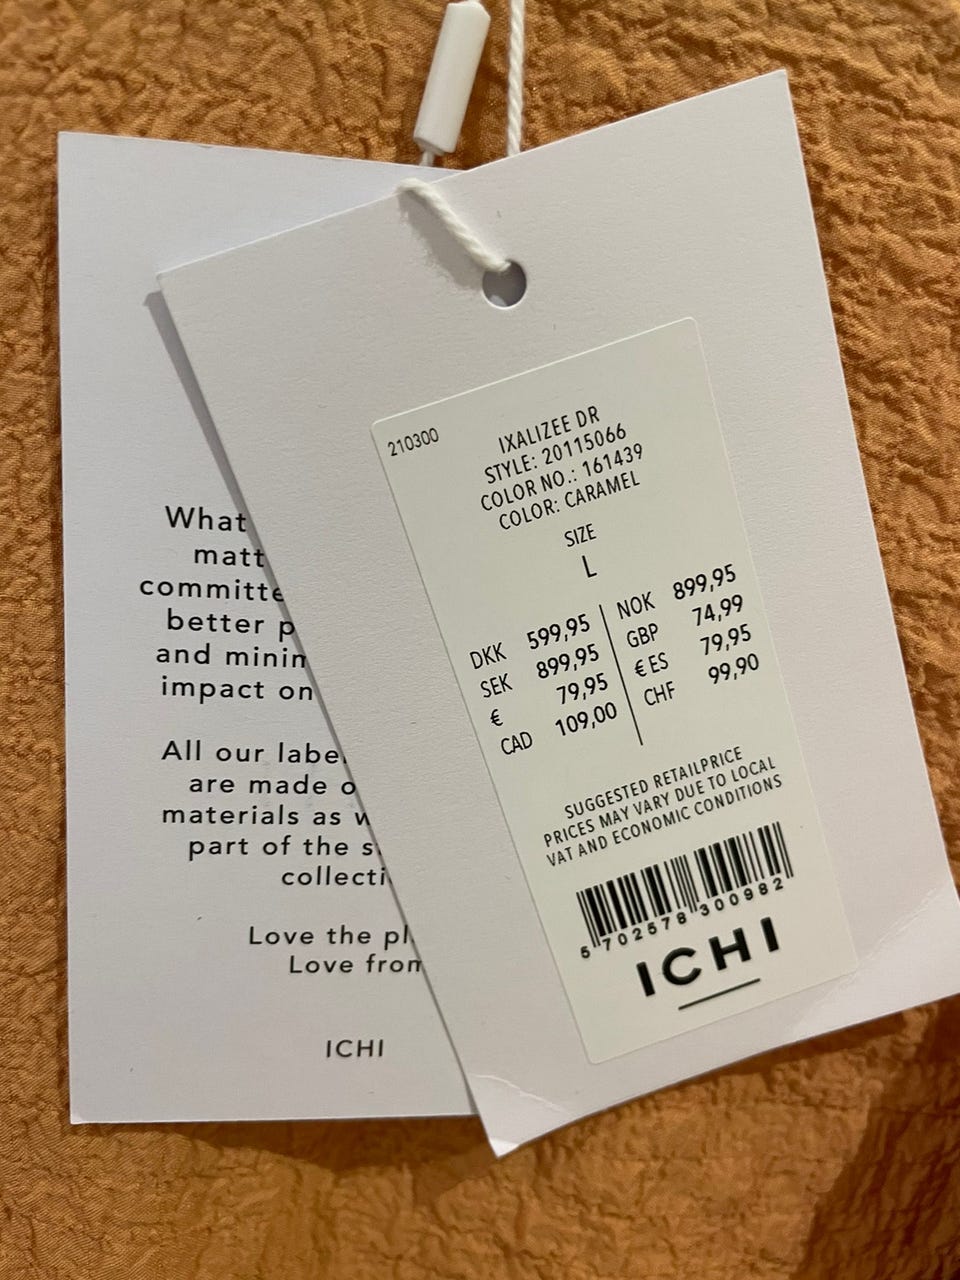 What
matt
committe
better p
and minim
impact on
All our label
are made o
materials as w
part of the s
collecti
Love the pl
Love from
ICHI
210300
IXALIZEE DR
STYLE: 20115066
COLOR NO.: 161439
COLOR: CARAMEL
SIZE
L
DKK 599,95 NOK 899,95
SEK 899,95 GBP 74,99
€ 79,95 € ES 79,95
CAD 109,00 CHF 99,90
SUGGESTED RETAILPRICE
PRICES MAY VARY DUE TO LOCAL
VAT AND ECONOMIC CONDITIONS
5 702578 300982
ICHI